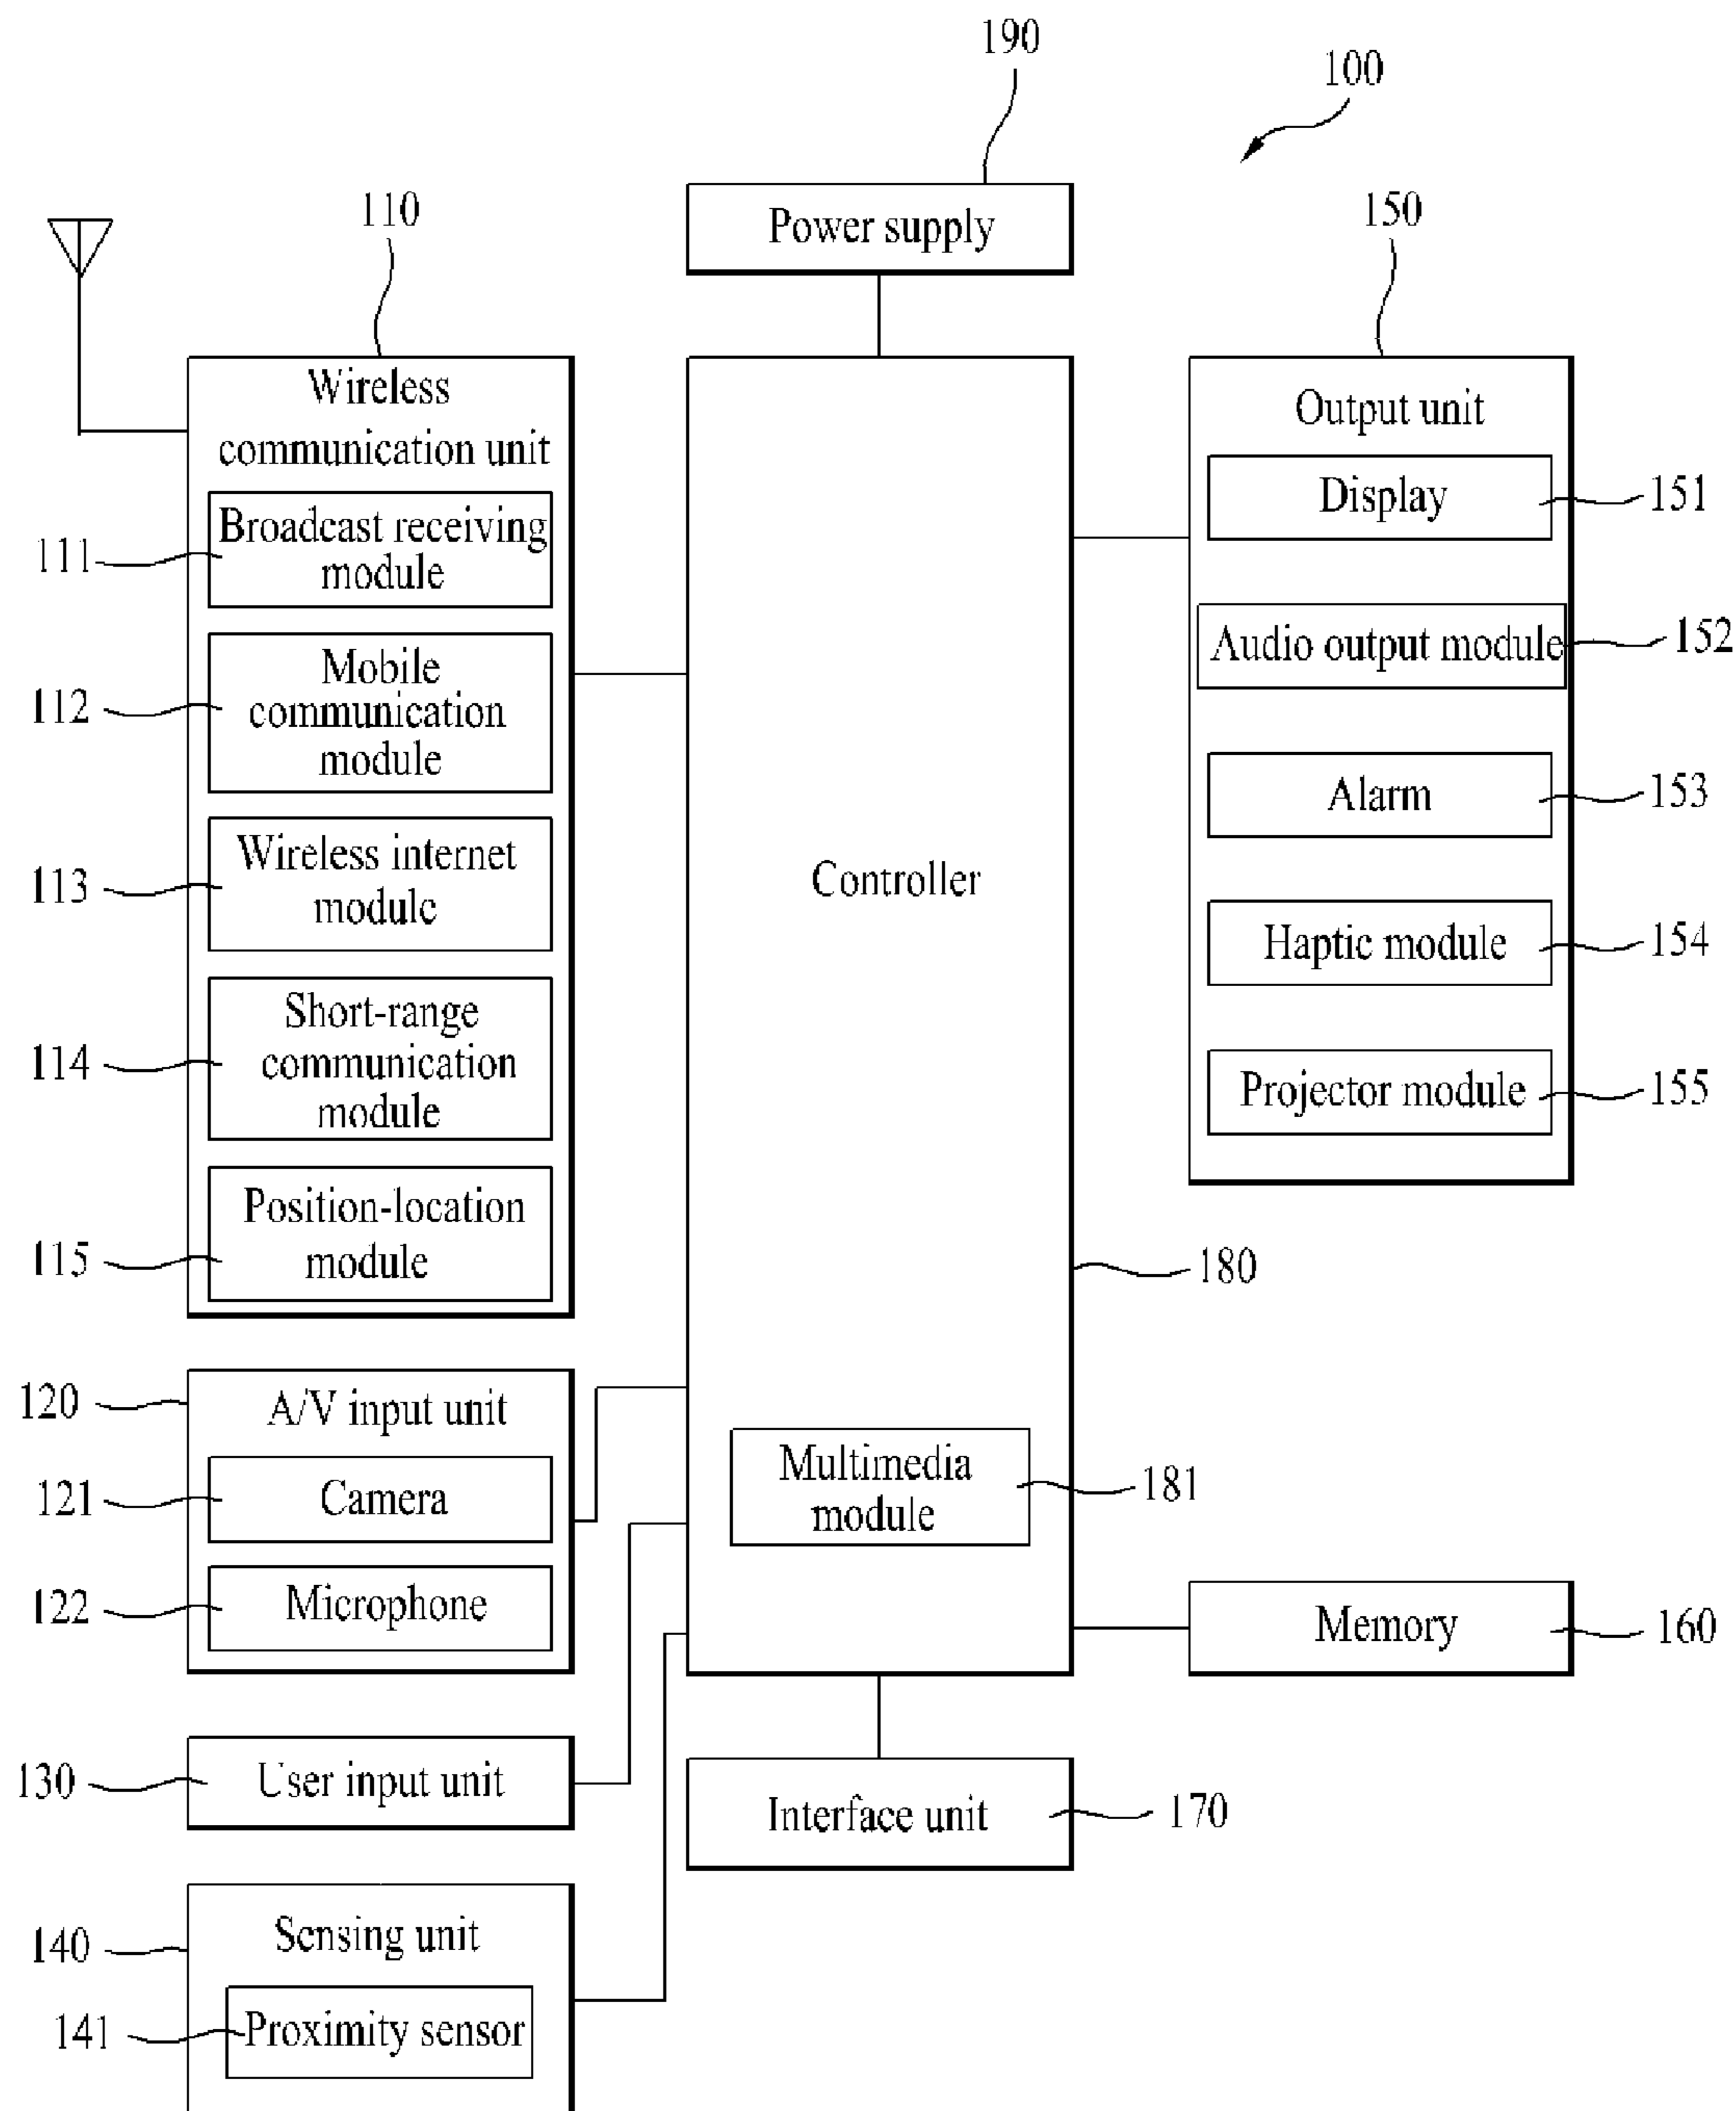 190
100
110
Power supply
150
Wireless
communication unit
111
Broadcast receiving
module
112
Mobile
communication
module
113
Wireless internet
module
114
Short-range
communication
module
115
Position-location
module
120
A/V input unit
121
Camera
122
Microphone
130
User input unit
140
Sensing unit
141
Proximity sensor
Controller
180
Multimedia
module
181
Interface unit
170
Output unit
Display
151
Audio output module
152
Alarm
153
Haptic module
154
Projector module
155
Memory
160